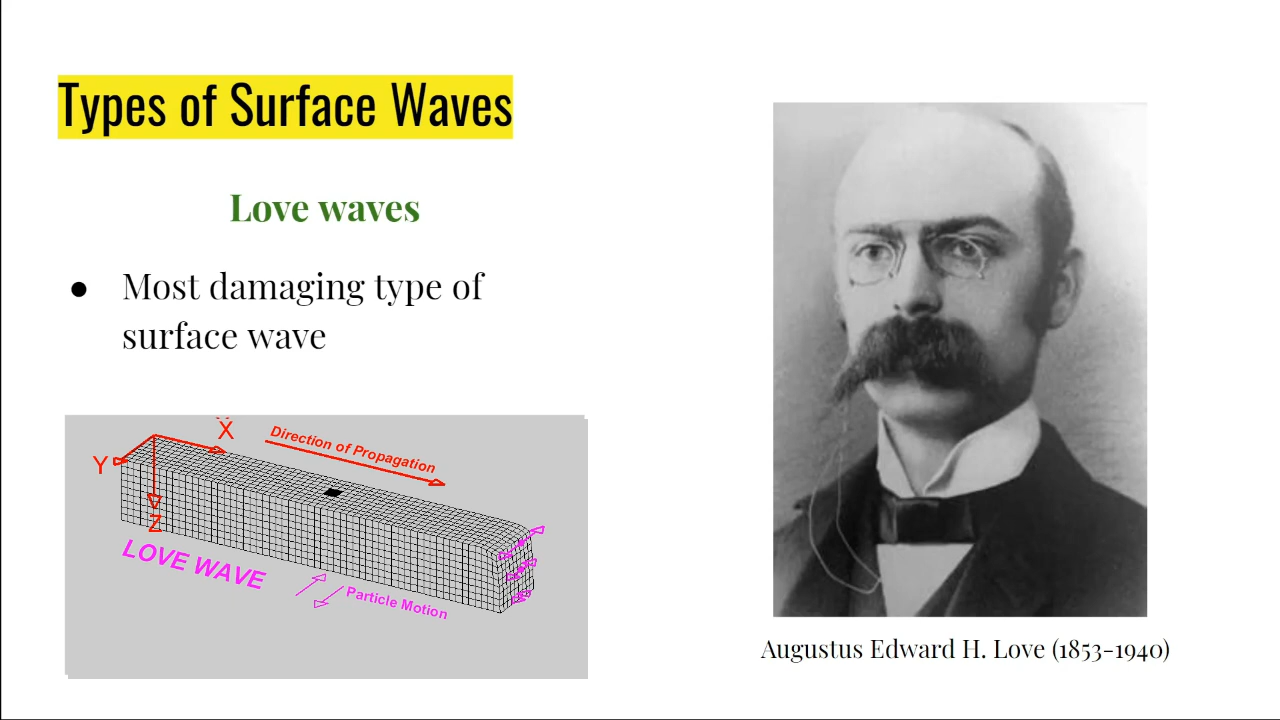 Types of Surface Waves
Love waves
● Most damaging type of
surface wave
X
Direction of Propagation
Y
Z
LOVE WAVE
Particle Motion
Augustus Edward H. Love (1853-1940)